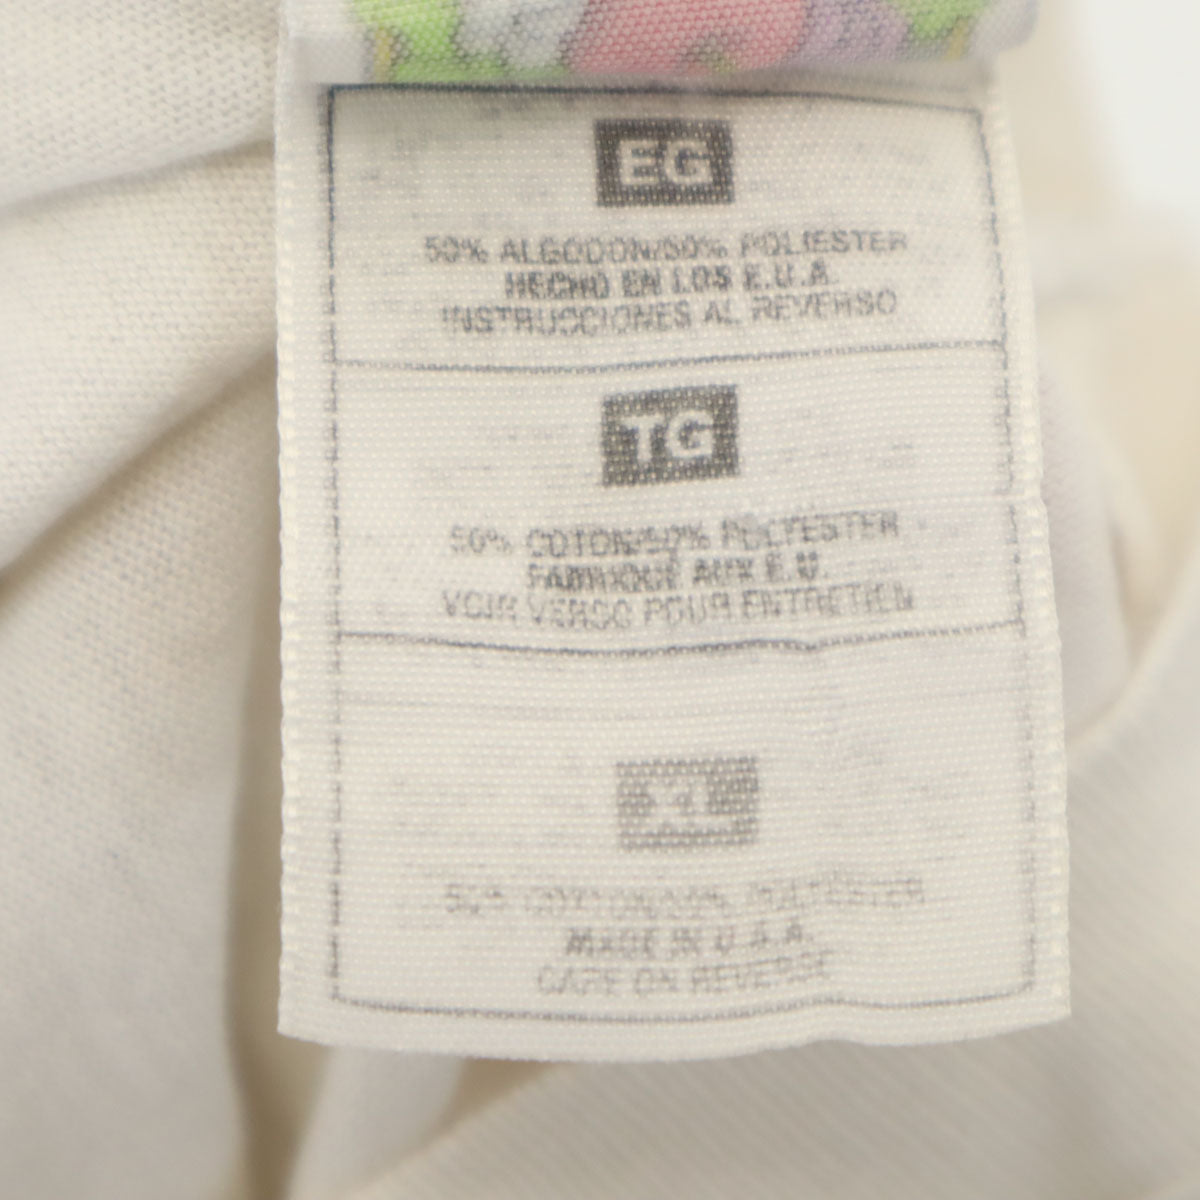 EG
50% ALGODON/50% POLIESTER
HECHO EN LOS E.U.A.
INSTRUCCIONES AL REVERSO
TG
50% COTON/50% POLYESTER
FABRIQUÉ AUX E.U.
VOIR VERSO POUR ENTRETIEN
XL
50% COTTON/50% POLYESTER
MADE IN U.S.A.
CARE ON REVERSE